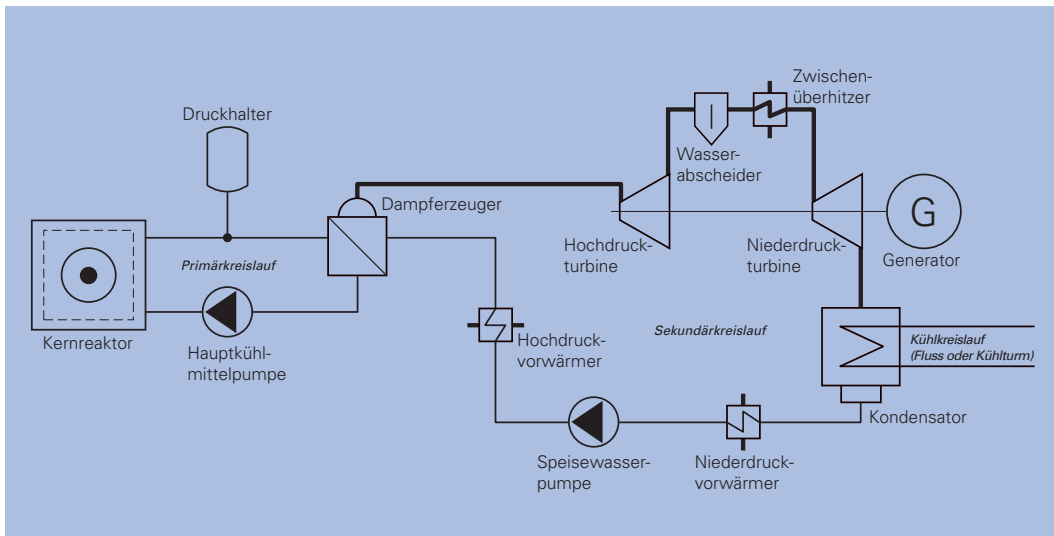 Zwischen-
überhitzer
Druckhalter
Wasser-
abscheider
Dampferzeuger
G
Hochdruck-
turbine
Niederdruck-
turbine
Generator
Primärkreislauf
Kernreaktor
Hauptkühl-
mittelpumpe
Hochdruck-
vorwärmer
Sekundärkreislauf
Kühlkreislauf
(Fluss oder Kühlturm)
Kondensator
Speisewasser-
pumpe
Niederdruck-
vorwärmer